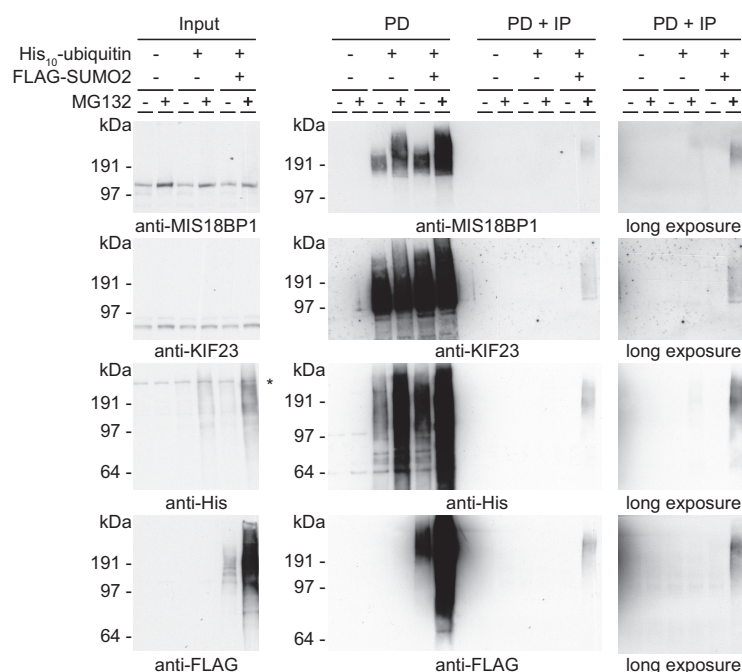 Input PD PD + IP PD + IP
His10-ubiquitin - + + - + + - + + - + +
FLAG-SUMO2 - - + - - + - - + - - +
MG132 - + - + - + - + - + - + - + - + - + - + - + - +
kDa kDa
191 - 191 -
97 - 97 -
anti-MIS18BP1 anti-MIS18BP1 long exposure
kDa kDa
191 - 191 -
97 - 97 -
anti-KIF23 anti-KIF23 long exposure
kDa kDa
*
191 - 191 -
97 - 97 -
64 - 64 -
anti-His anti-His long exposure
kDa kDa
191 - 191 -
97 - 97 -
64 - 64 -
anti-FLAG anti-FLAG long exposure